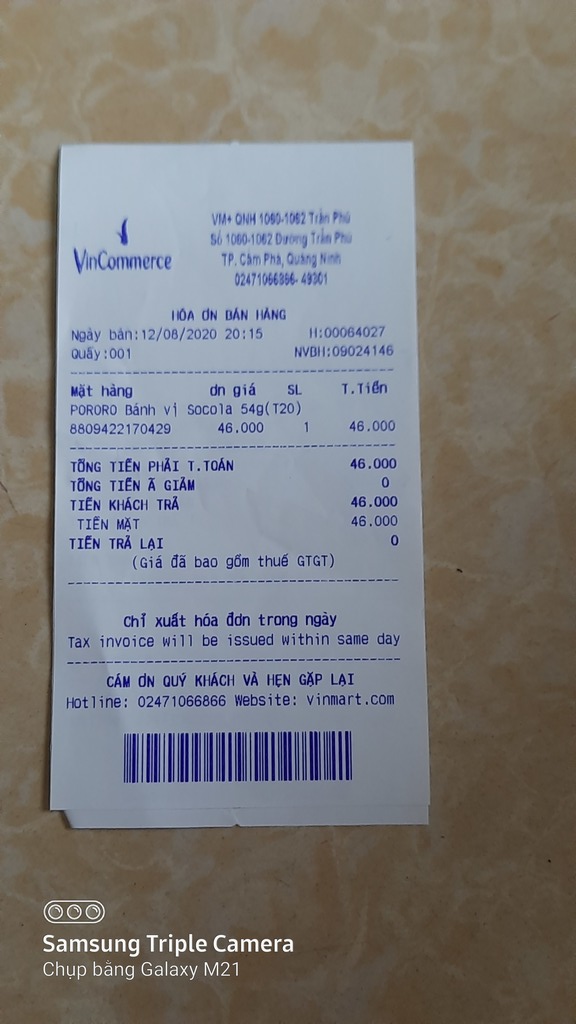 VinCommerce
VM+ QNH 1060-1062 Trần Phú
Số 1060-1062 Đường Trần Phú
TP. Cẩm Phả, Quảng Ninh
02471066866- 49301
HÓA ƠN BÁN HÀNG
Ngày bán:12/08/2020 20:15 H:00064027
Quầy:001 NVBH:09024146
Mặt hàng ơn giá SL T.Tiền
PORORO Bánh vị Socola 54g(T20)
8809422170429 46.000 1 46.000
TỔNG TIỀN PHẢI T.TOÁN 46.000
TỔNG TIỀN Ã GIẢM 0
TIỀN KHÁCH TRẢ 46.000
TIỀN MẶT 46.000
TIỀN TRẢ LẠI 0
(Giá đã bao gồm thuế GTGT)
Chỉ xuất hóa đơn trong ngày
Tax invoice will be issued within same day
CÁM ƠN QUÝ KHÁCH VÀ HẸN GẶP LẠI
Hotline: 02471066866 Website: vinmart.com
Samsung Triple Camera
Chụp bằng Galaxy M21